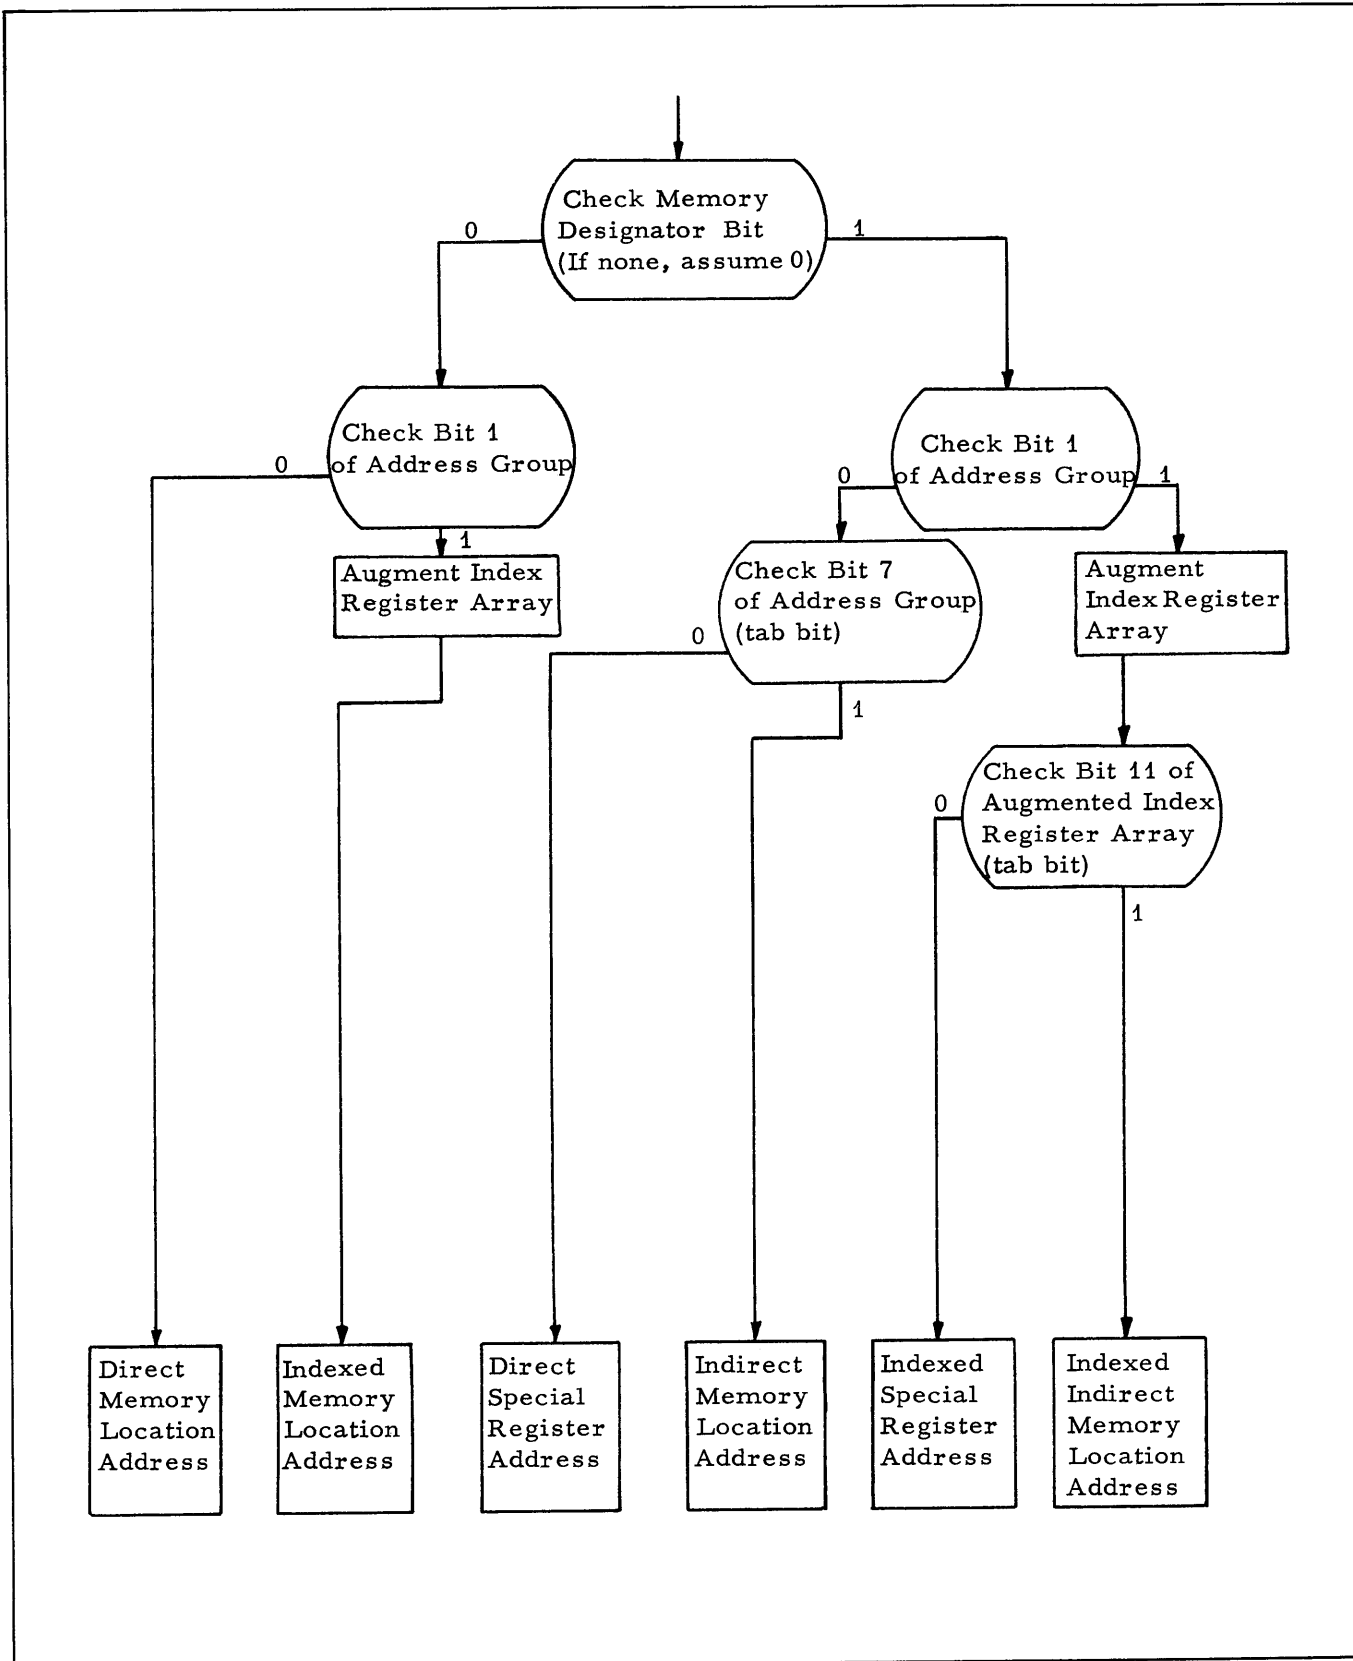 Check Memory
Designator Bit
(If none, assume 0)
0
1
Check Bit 1
of Address Group
0
1
Augment Index
Register Array
Check Bit 1
of Address Group
0
1
Check Bit 7
of Address Group
(tab bit)
0
1
Augment
Index Register
Array
Check Bit 11 of
Augmented Index
Register Array
(tab bit)
0
1
Direct
Memory
Location
Address
Indexed
Memory
Location
Address
Direct
Special
Register
Address
Indirect
Memory
Location
Address
Indexed
Special
Register
Address
Indexed
Indirect
Memory
Location
Address